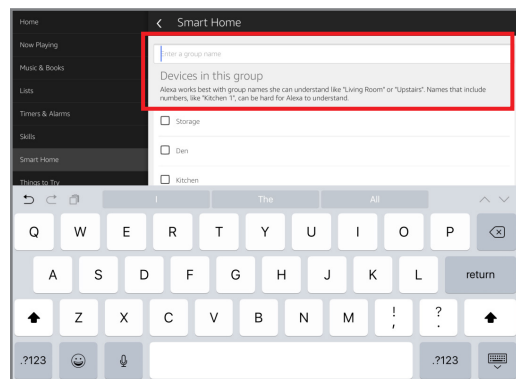 Home
Now Playing
Music & Books
Lists
Timers & Alarms
Skills
Smart Home
Things to Try
Smart Home
Enter a group name
Devices in this group
Alexa works best with group names she can understand like "Living Room" or "Upstairs". Names that include
numbers, like "Kitchen 1", can be hard for Alexa to understand.
Storage
Den
Kitchen
I The All
Q W E R T Y U I O P
A S D F G H J K L return
Z X C V B N M ! , ? .
.?123 .?123